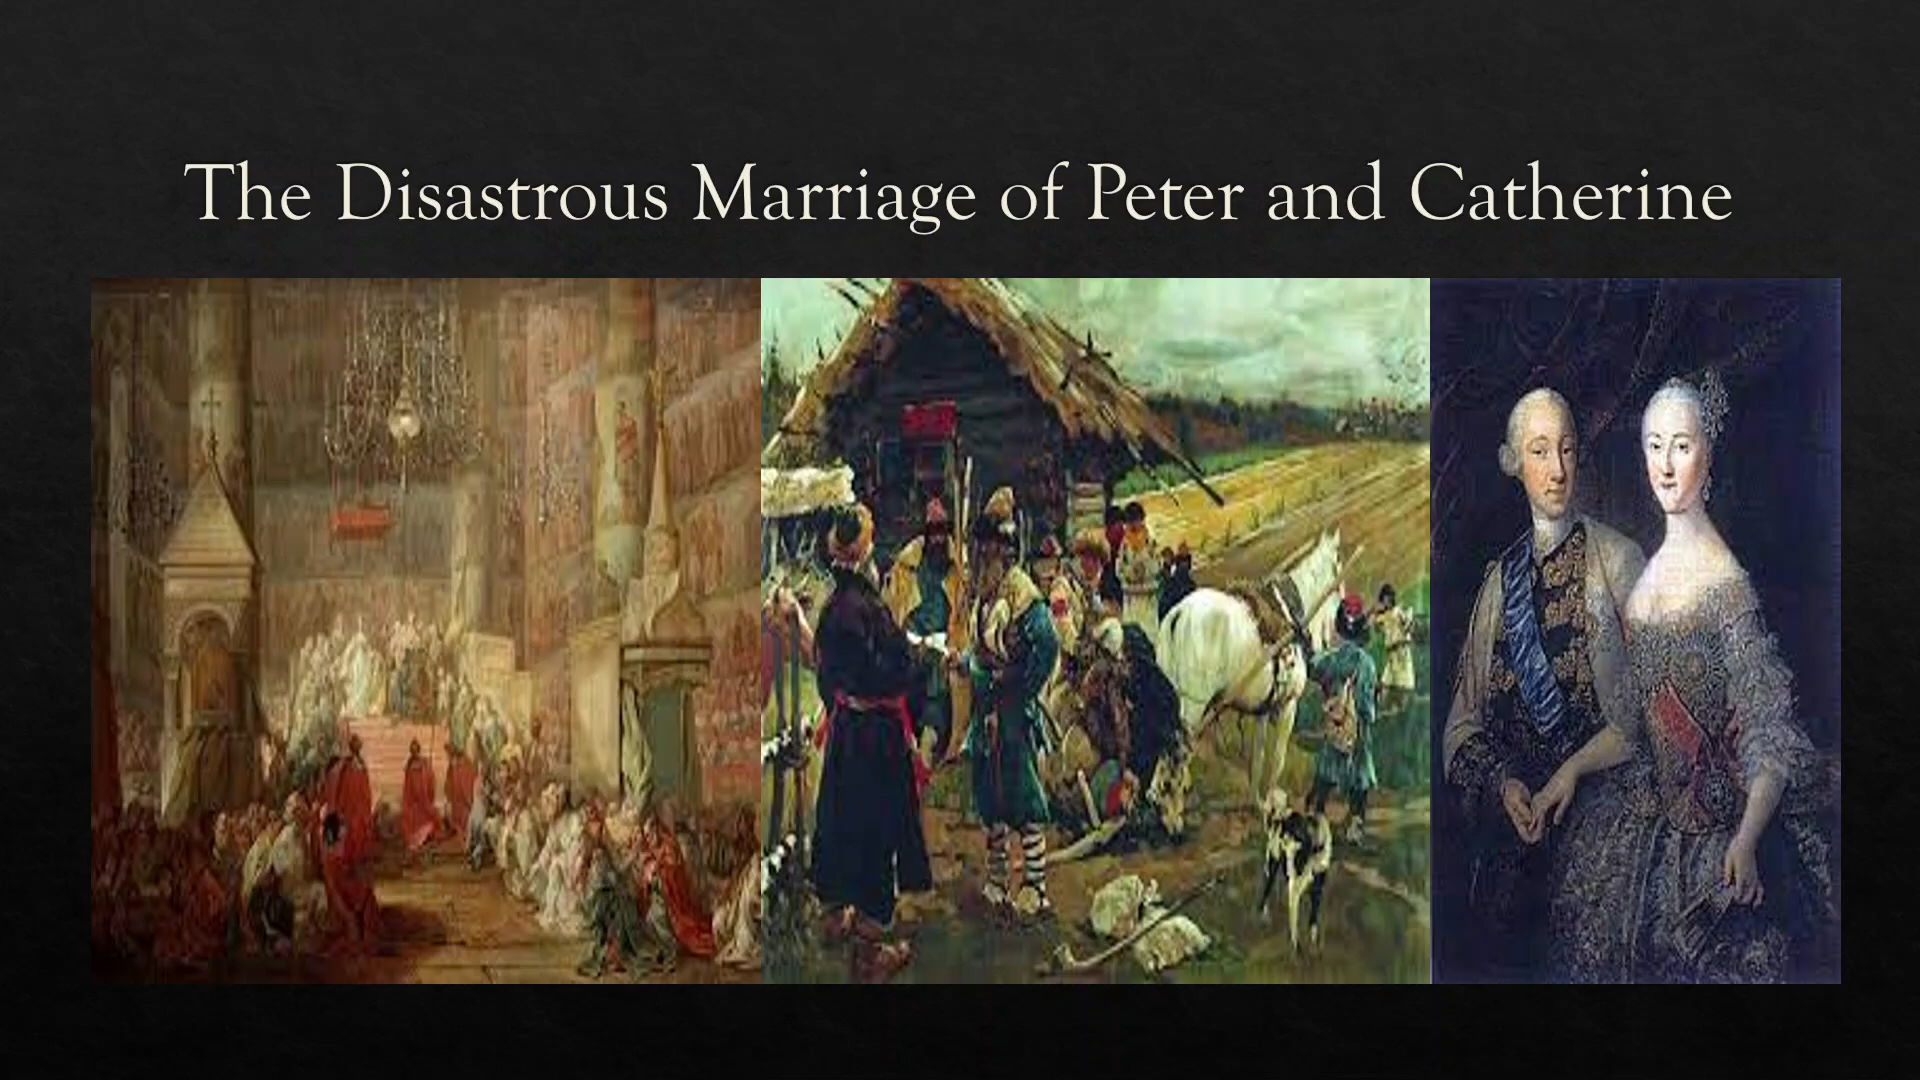 The Disastrous Marriage of Peter and Catherine